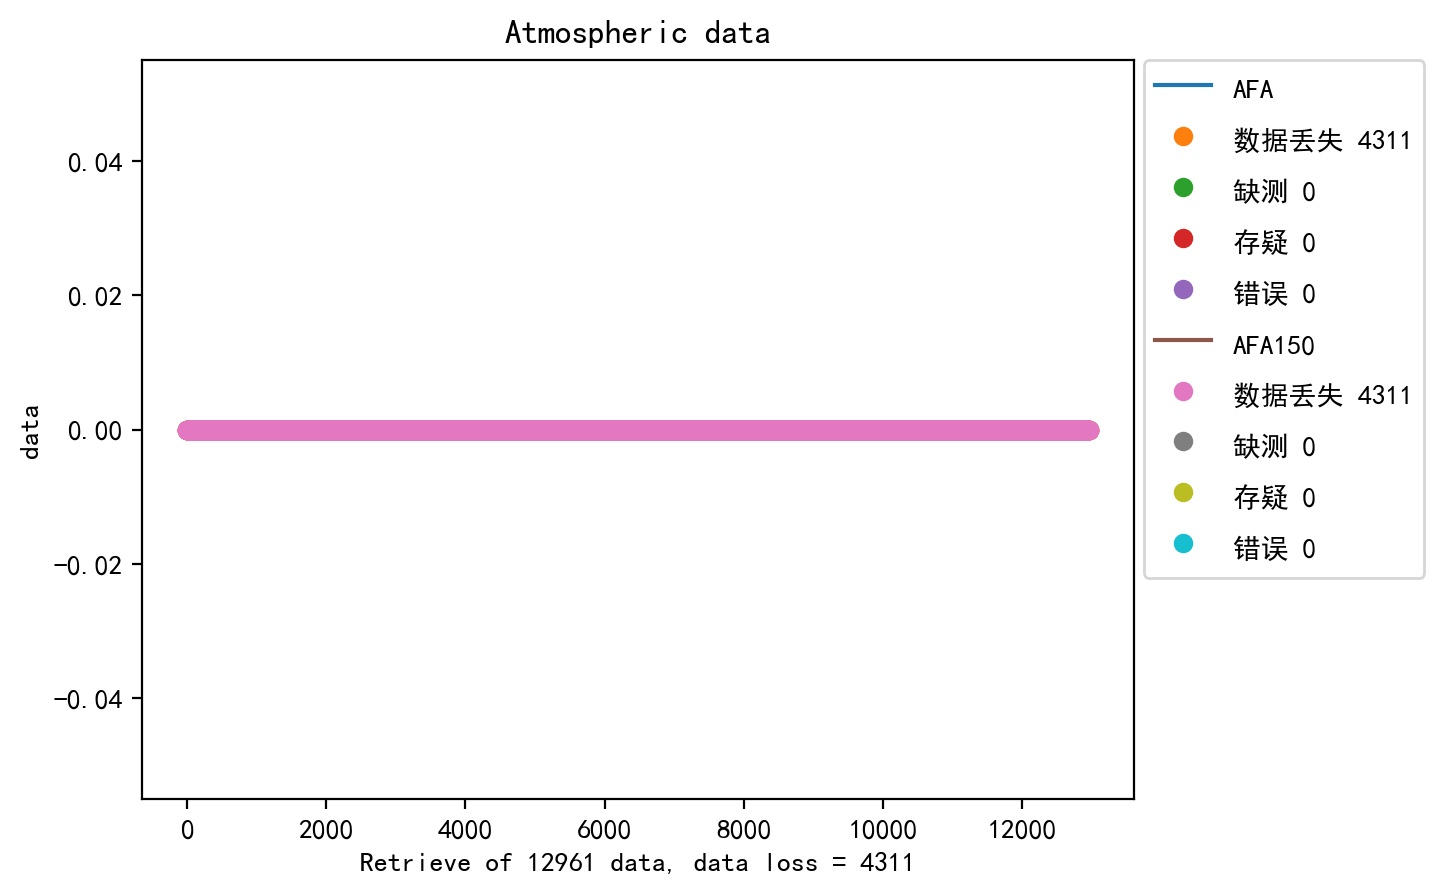 Atmospheric data
data
0.04
0.02
0.00
-0.02
-0.04
0 2000 4000 6000 8000 10000 12000
Retrieve of 12961 data, data loss = 4311
AFA
数据丢失 4311
缺测 0
存疑 0
错误 0
AFA150
数据丢失 4311
缺测 0
存疑 0
错误 0